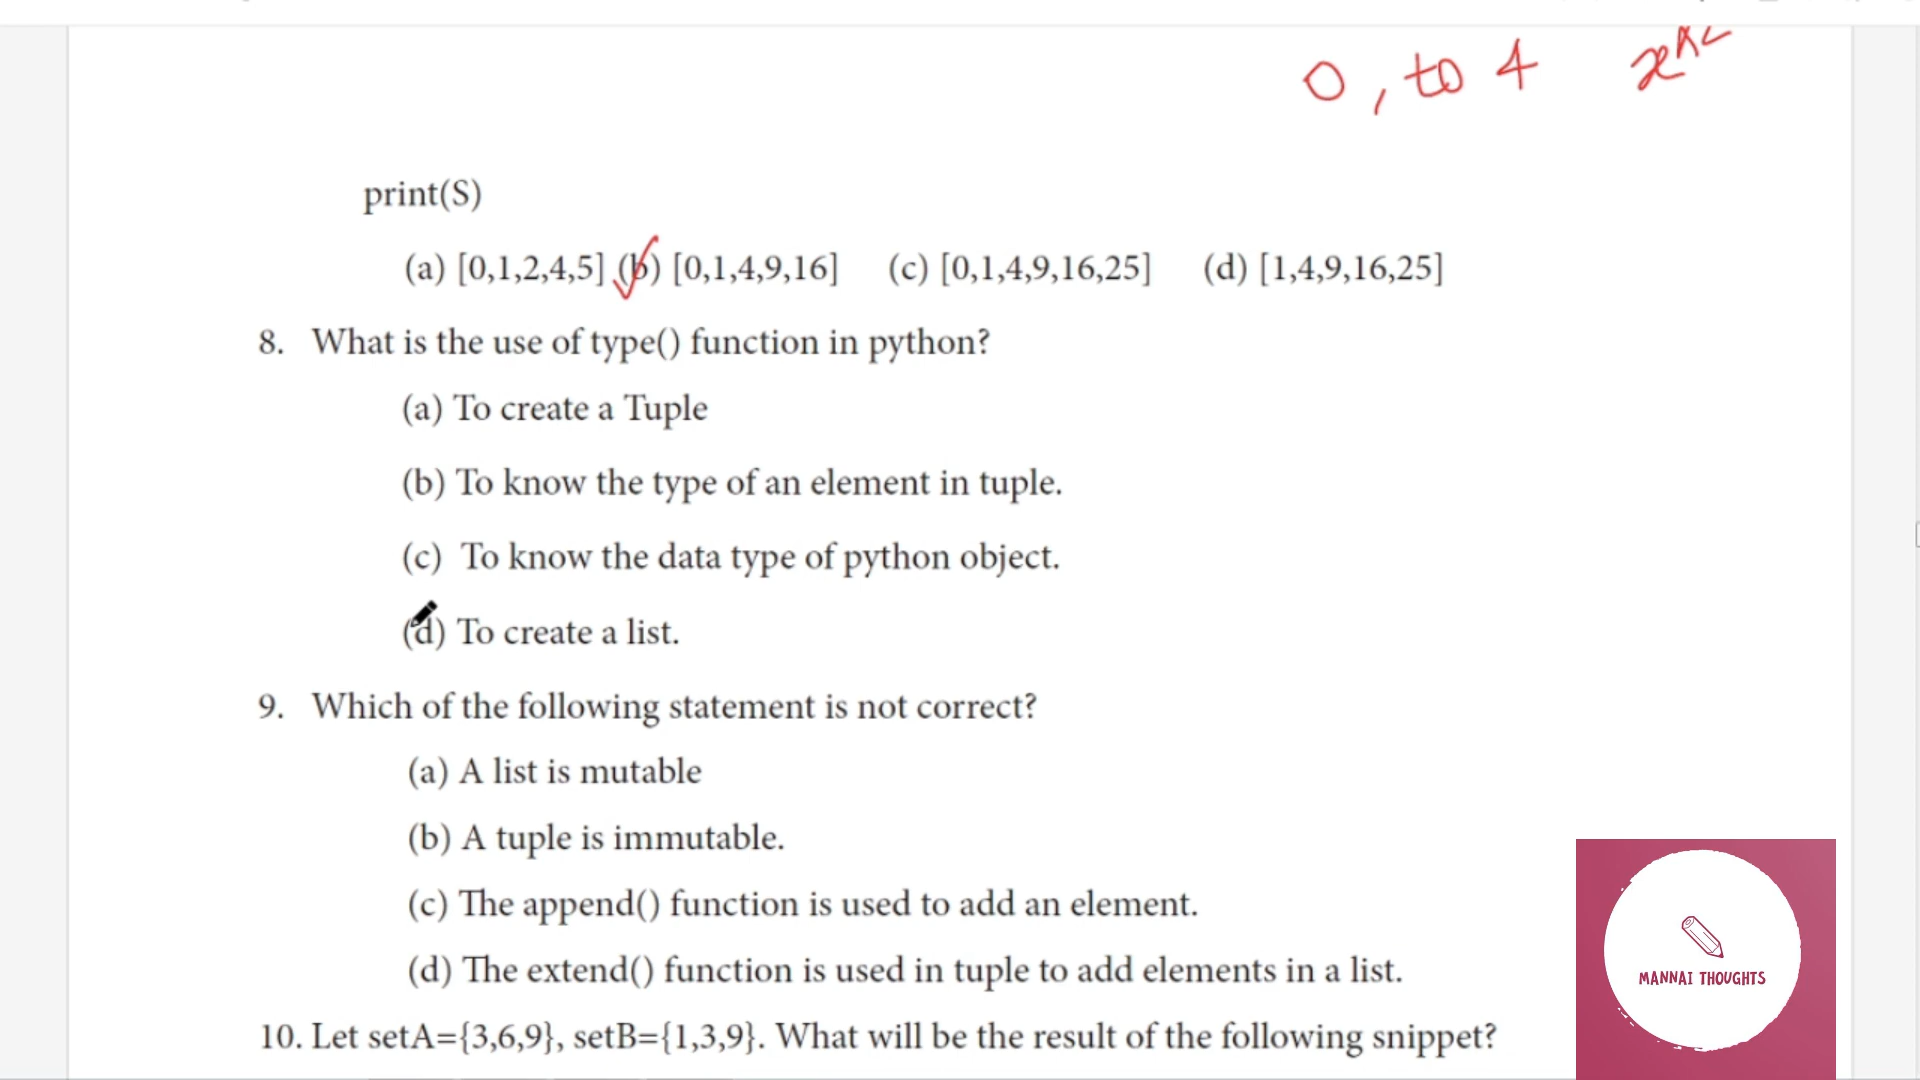 0, to 4 x**2
print(S)
(a) [0,1,2,4,5] (b) [0,1,4,9,16] (c) [0,1,4,9,16,25] (d) [1,4,9,16,25]
8. What is the use of type() function in python?
(a) To create a Tuple
(b) To know the type of an element in tuple.
(c) To know the data type of python object.
(d) To create a list.
9. Which of the following statement is not correct?
(a) A list is mutable
(b) A tuple is immutable.
(c) The append() function is used to add an element.
(d) The extend() function is used in tuple to add elements in a list.
MANNAI THOUGHTS
10. Let setA={3,6,9}, setB={1,3,9}. What will be the result of the following snippet?